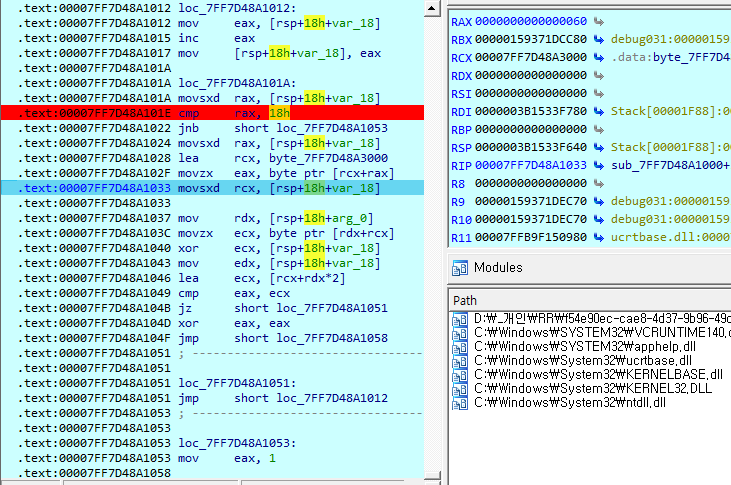 .text:00007FF7D48A1012 loc_7FF7D48A1012:
.text:00007FF7D48A1012 mov eax, [rsp+18h+var_18]
.text:00007FF7D48A1015 inc eax
.text:00007FF7D48A1017 mov [rsp+18h+var_18], eax
.text:00007FF7D48A101A
.text:00007FF7D48A101A loc_7FF7D48A101A:
.text:00007FF7D48A101A movsxd rax, [rsp+18h+var_18]
.text:00007FF7D48A101E cmp rax, 18h
.text:00007FF7D48A1022 jnb short loc_7FF7D48A1053
.text:00007FF7D48A1024 movsxd rax, [rsp+18h+var_18]
.text:00007FF7D48A1028 lea rcx, byte_7FF7D48A3000
.text:00007FF7D48A102F movzx eax, byte ptr [rcx+rax]
.text:00007FF7D48A1033 movsxd rcx, [rsp+18h+var_18]
.text:00007FF7D48A1033
.text:00007FF7D48A1037 mov rdx, [rsp+18h+arg_0]
.text:00007FF7D48A103C movzx ecx, byte ptr [rdx+rcx]
.text:00007FF7D48A1040 xor ecx, [rsp+18h+var_18]
.text:00007FF7D48A1043 mov edx, [rsp+18h+var_18]
.text:00007FF7D48A1046 lea ecx, [rcx+rdx*2]
.text:00007FF7D48A1049 cmp eax, ecx
.text:00007FF7D48A104B jz short loc_7FF7D48A1051
.text:00007FF7D48A104D xor eax, eax
.text:00007FF7D48A104F jmp short loc_7FF7D48A1058
.text:00007FF7D48A1051 ; ---------------------------
.text:00007FF7D48A1051
.text:00007FF7D48A1051 loc_7FF7D48A1051:
.text:00007FF7D48A1051 jmp short loc_7FF7D48A1012
.text:00007FF7D48A1053 ; ---------------------------
.text:00007FF7D48A1053
.text:00007FF7D48A1053 loc_7FF7D48A1053:
.text:00007FF7D48A1053 mov eax, 1
.text:00007FF7D48A1058
RAX 0000000000000060
RBX 00000159371DCC80 debug031:00000159
RCX 00007FF7D48A3000 .data:byte_7FF7D
RDX 0000000000000000
RSI 0000000000000000
RDI 0000003B1533F780 Stack[00001F88]:0
RBP 0000000000000000
RSP 0000003B1533F640 Stack[00001F88]:0
RIP 00007FF7D48A1033 sub_7FF7D48A1000+
R8 0000000000000000
R9 00000159371DEC70 debug031:00000159
R10 00000159371DEC70 debug031:00000159
R11 00007FFB9F150980 ucrtbase.dll:0000
Modules
Path
D:₩_개인₩RR₩f54e90ec-cae8-4d37-9b96-49c
C:₩Windows₩SYSTEM32₩VCRUNTIME140.d
C:₩Windows₩SYSTEM32₩apphelp.dll
C:₩Windows₩System32₩ucrtbase.dll
C:₩Windows₩System32₩KERNELBASE.dll
C:₩Windows₩System32₩KERNEL32.DLL
C:₩Windows₩System32₩ntdll.dll